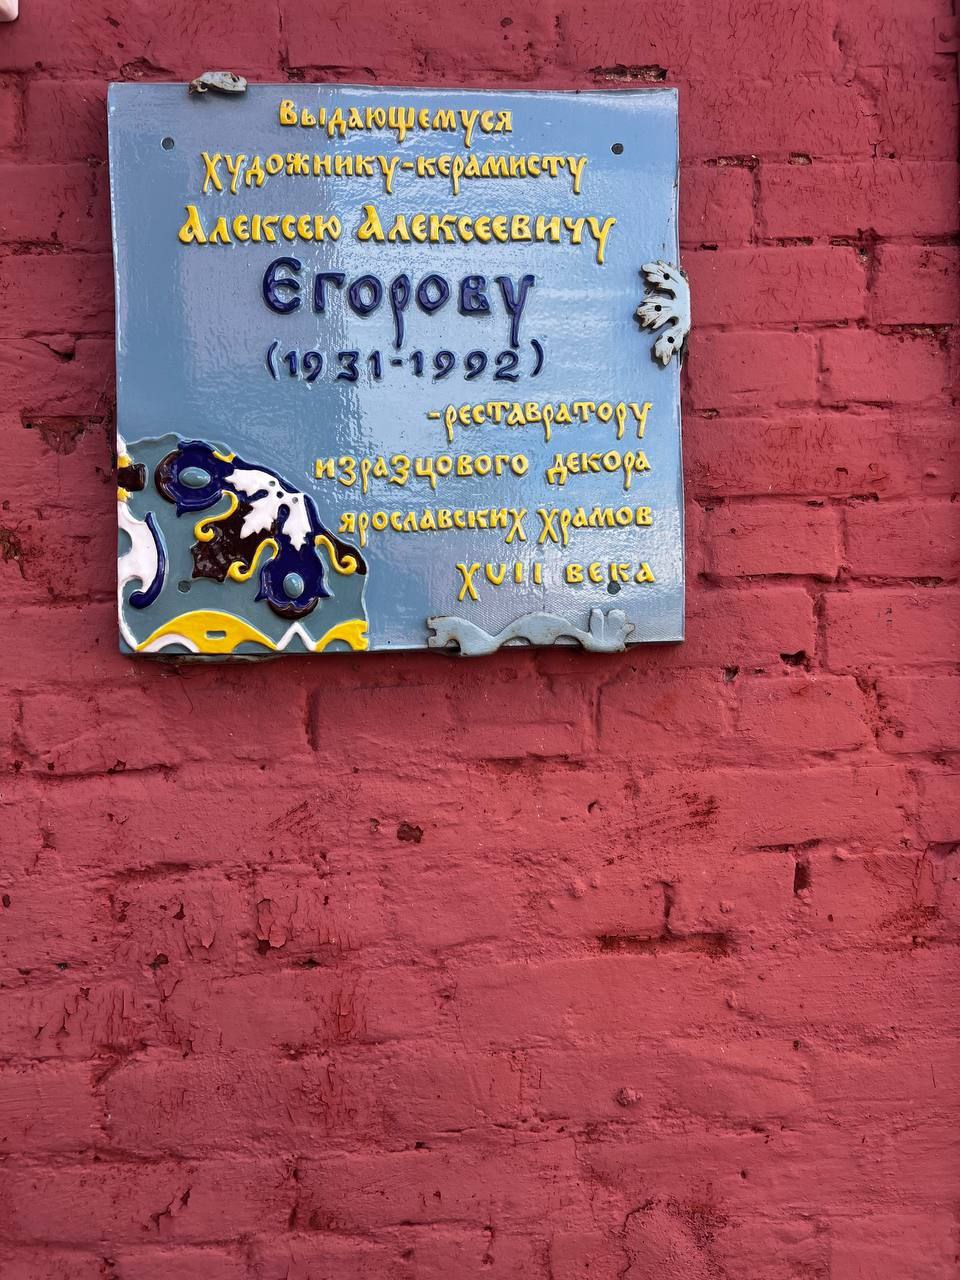 Выдающемуся
художнику-керамисту
Алексею Алексеевичу
Егорову
(1931-1992)
-реставратору
изразцового декора
ярославских храмов
XVII века